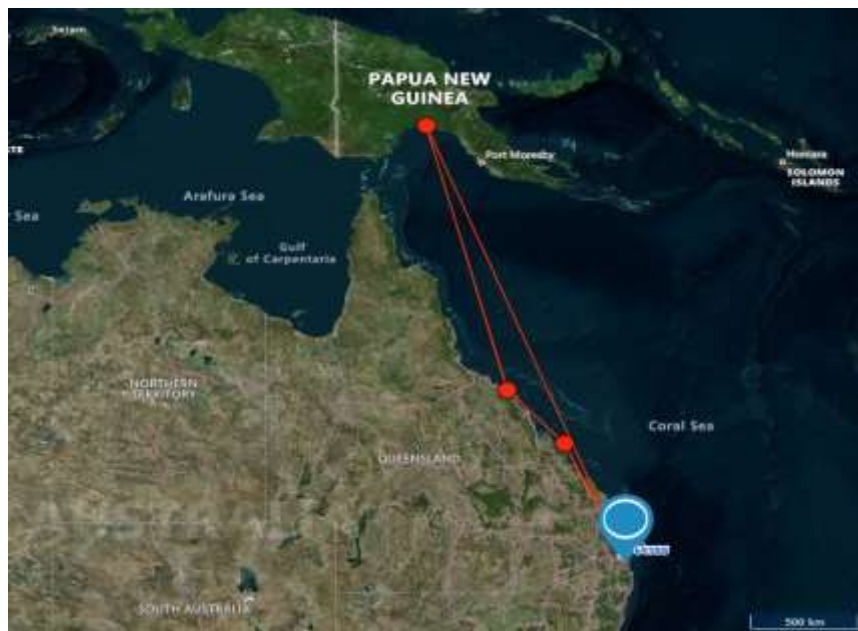 Seram
PAPUA NEW
GUINEA
Port Moresby
Honiara
SOLOMON
ISLANDS
Arafura Sea
Sea
Gulf
of Carpentaria
NORTHERN
TERRITORY
Coral Sea
QUEENSLAND
SOUTH AUSTRALIA
500 km